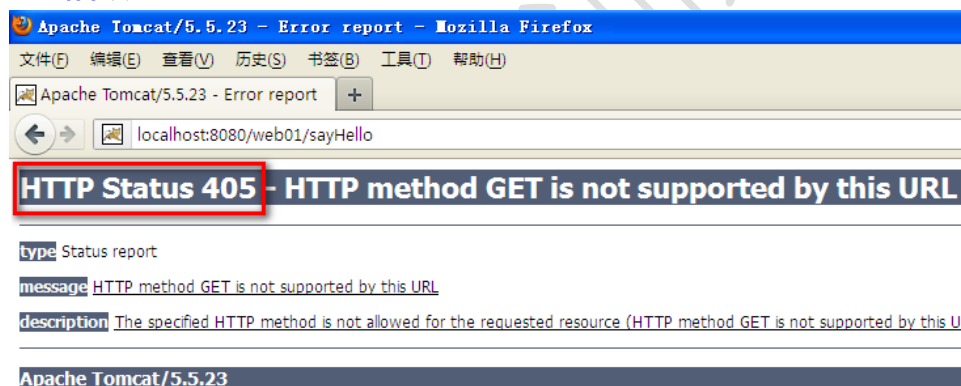 Apache Tomcat/5.5.23 - Error report - Mozilla Firefox
文件(F) 编辑(E) 查看(V) 历史(S) 书签(B) 工具(T) 帮助(H)
Apache Tomcat/5.5.23 - Error report +
localhost:8080/web01/sayHello
HTTP Status 405 - HTTP method GET is not supported by this URL
type Status report
message HTTP method GET is not supported by this URL
description The specified HTTP method is not allowed for the requested resource (HTTP method GET is not supported by this U
Apache Tomcat/5.5.23